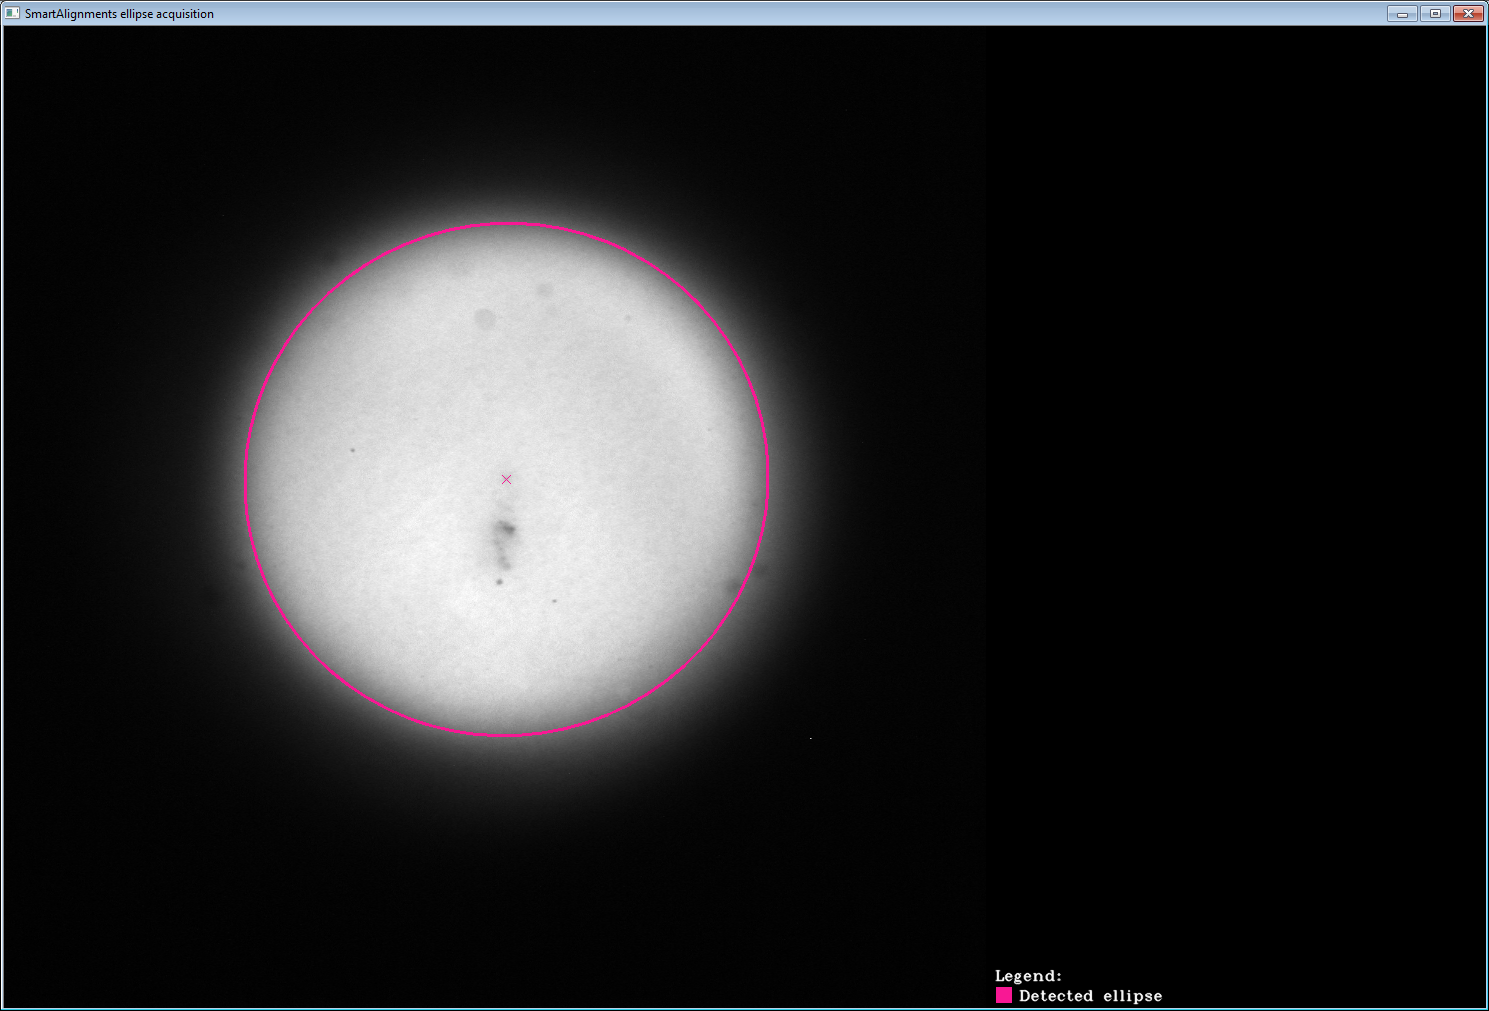 SmartAlignments ellipse acquisition
Legend:
Detected ellipse